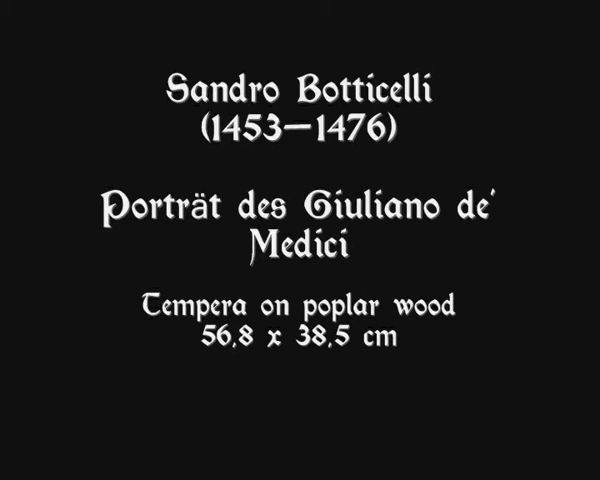 Sandro Botticelli
(1453–1476)
Porträt des Giuliano de'
Medici
Tempera on poplar wood
56,8 x 38,5 cm